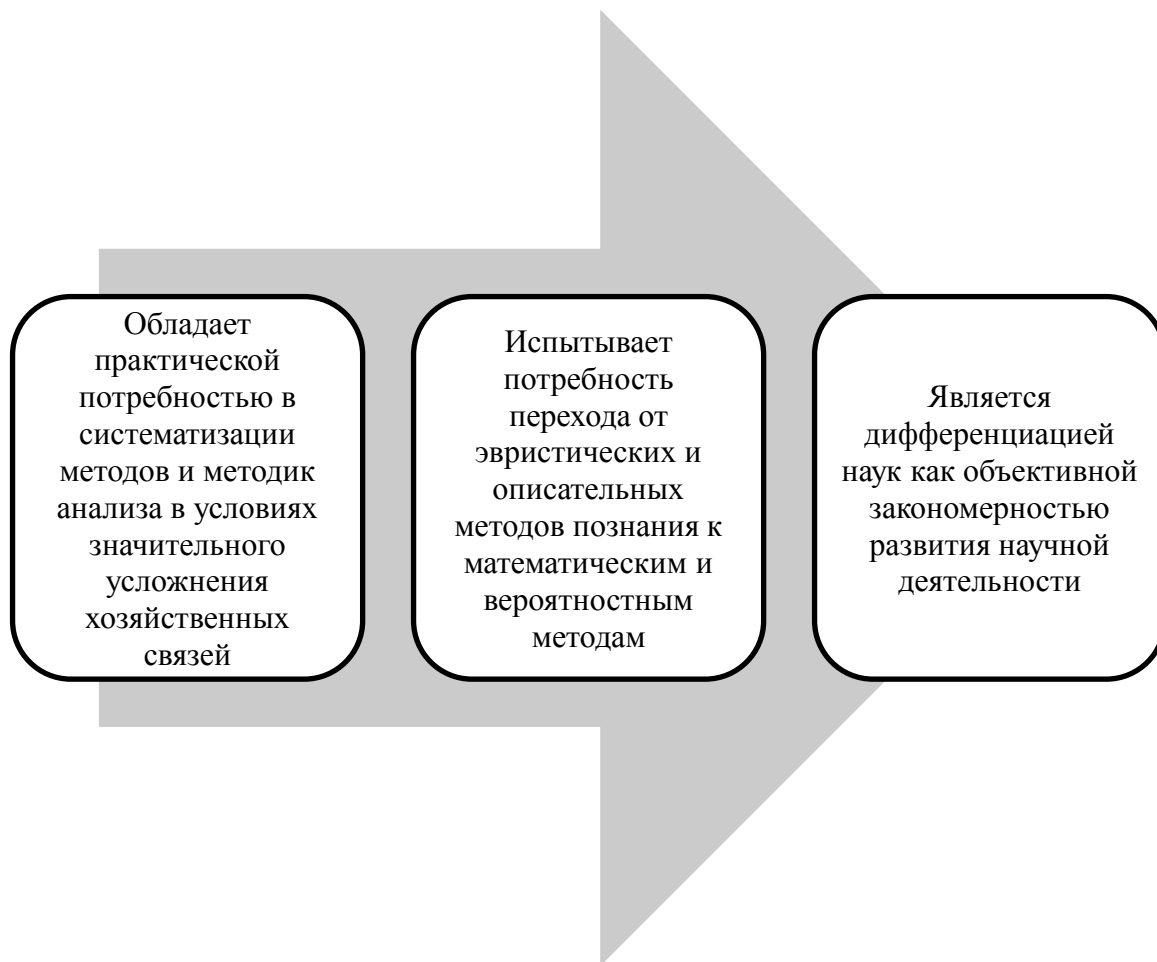 Обладает
практической
потребностью в
систематизации
методов и методик
анализа в условиях
значительного
усложнения
хозяйственных
связей
Испытывает
потребность
перехода от
эвристических и
описательных
методов познания к
математическим и
вероятностным
методам
Является
дифференциацией
наук как объективной
закономерностью
развития научной
деятельности